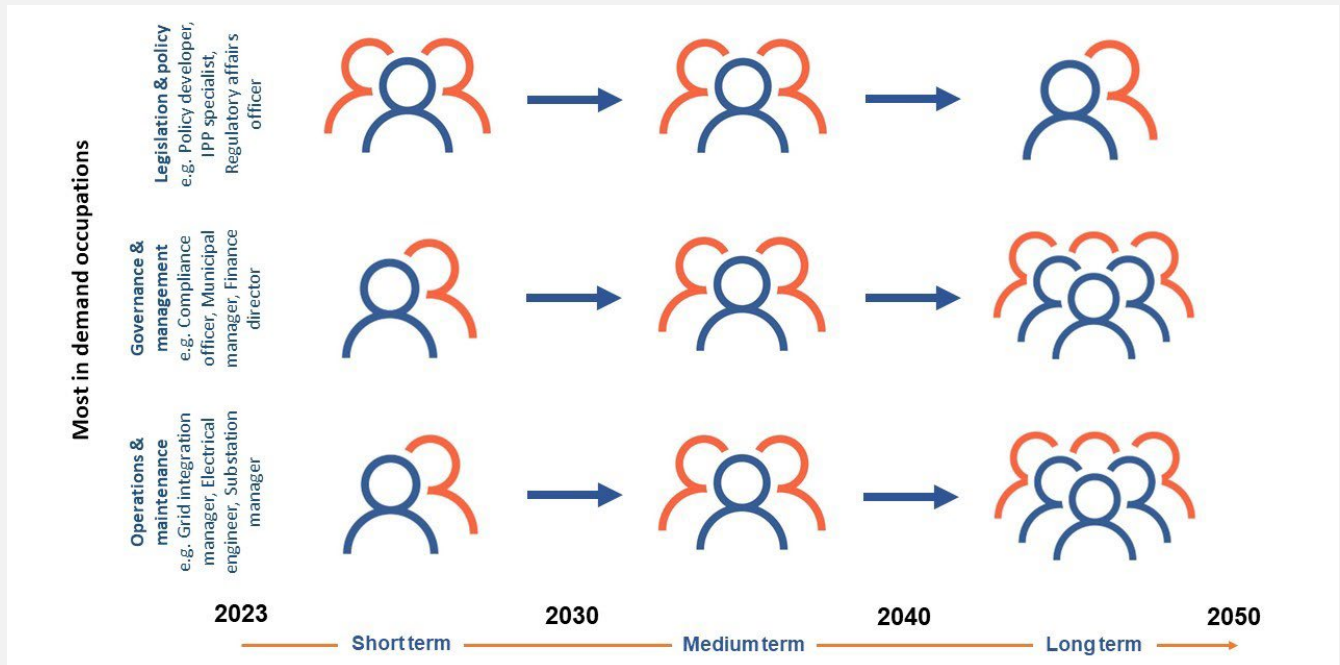 Most in demand occupations
Legislation & policy
e.g. Policy developer,
IPP specialist,
Regulatory affairs
officer
Governance &
management
e.g. Compliance
officer, Municipal
manager, Finance
director
Operations &
maintenance
e.g. Grid integration
manager, Electrical
engineer, Substation
manager
2023
2030
2040
2050
Short term
Medium term
Long term